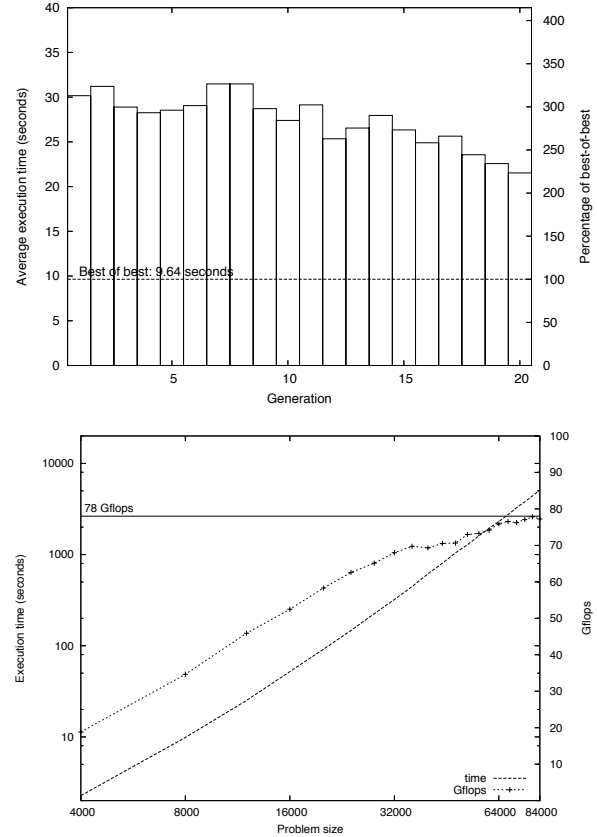 40
35
30
25
20
15
10
5
0
Average execution time (seconds)
Best of best: 9.64 seconds
400
350
300
250
200
150
100
50
0
Percentage of best-of-best
5 10 15 20
Generation
10000
1000
100
10
Execution time (seconds)
78 Gflops
100
90
80
70
60
50
40
30
20
10
Gflops
time
Gflops
4000 8000 16000 32000 64000 84000
Problem size